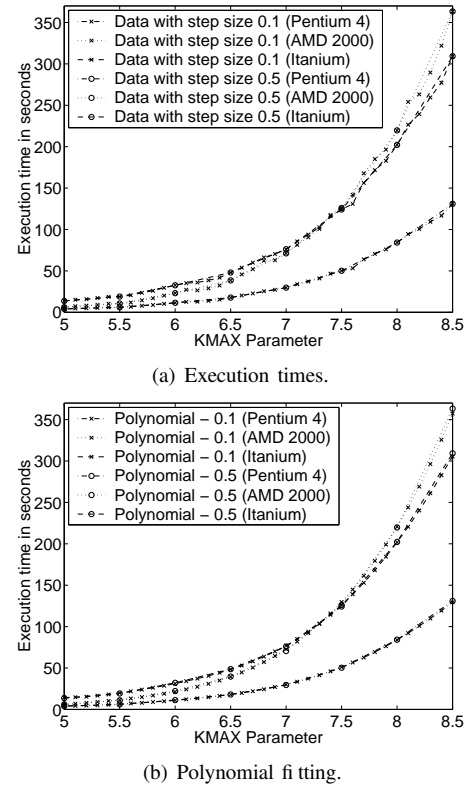 Execution time in seconds
350
300
250
200
150
100
50
0
Data with step size 0.1 (Pentium 4)
Data with step size 0.1 (AMD 2000)
Data with step size 0.1 (Itanium)
Data with step size 0.5 (Pentium 4)
Data with step size 0.5 (AMD 2000)
Data with step size 0.5 (Itanium)
5 5.5 6 6.5 7 7.5 8 8.5
KMAX Parameter
(a) Execution times.
Execution time in seconds
350
300
250
200
150
100
50
0
Polynomial − 0.1 (Pentium 4)
Polynomial − 0.1 (AMD 2000)
Polynomial − 0.1 (Itanium)
Polynomial − 0.5 (Pentium 4)
Polynomial − 0.5 (AMD 2000)
Polynomial − 0.5 (Itanium)
5 5.5 6 6.5 7 7.5 8 8.5
KMAX Parameter
(b) Polynomial fitting.